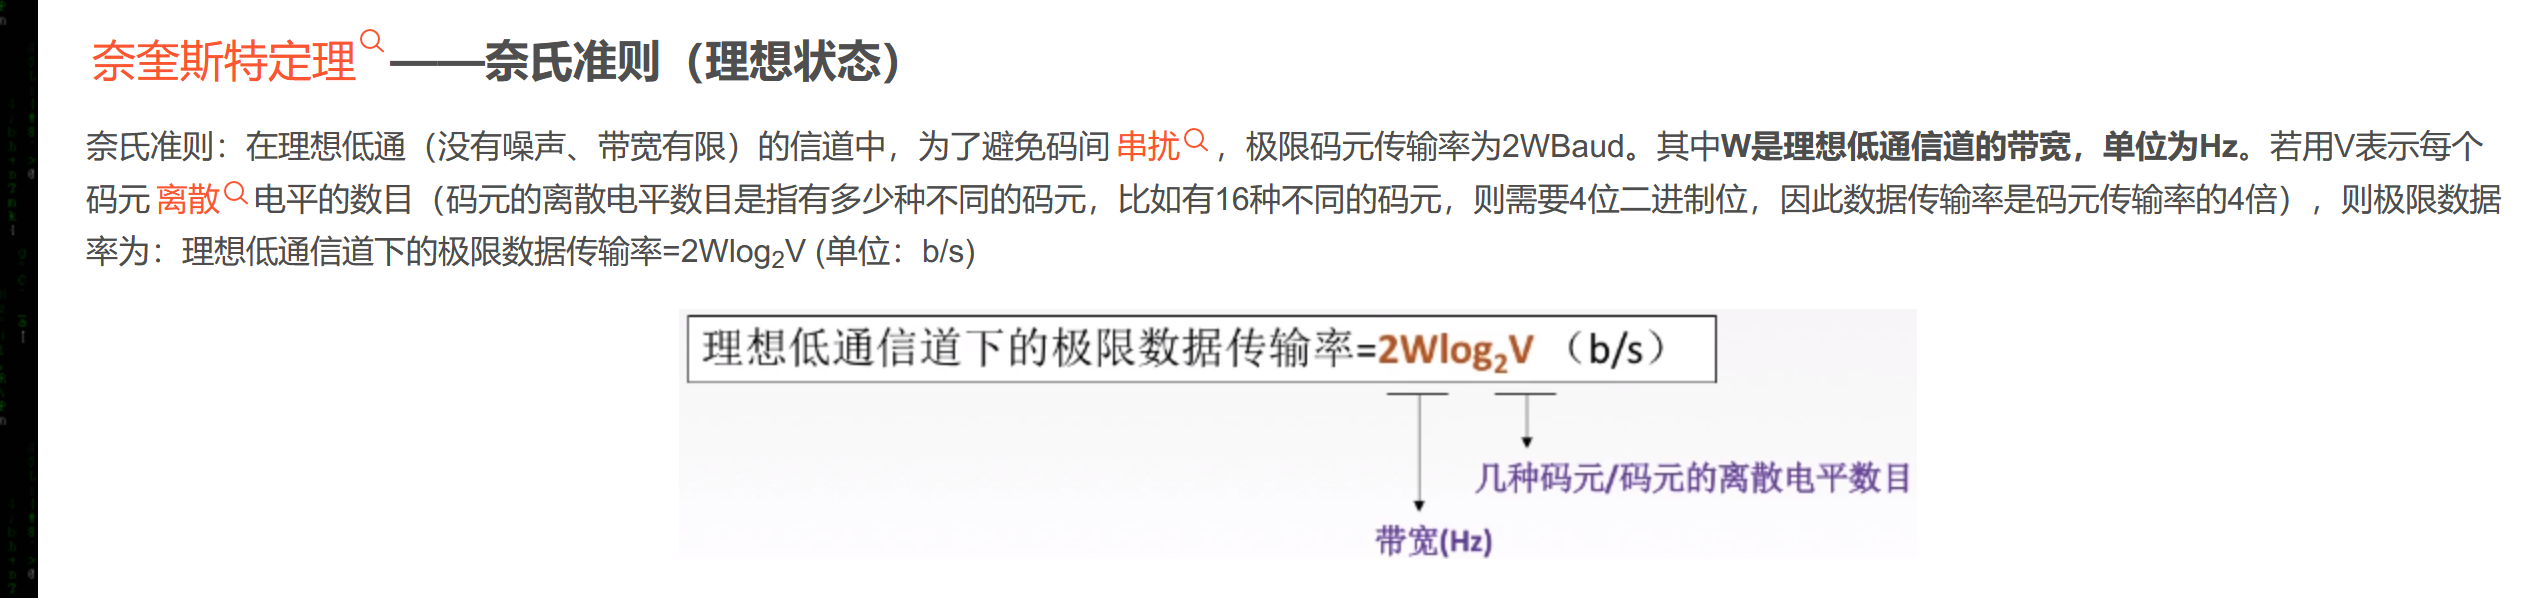 奈奎斯特定理——奈氏准则（理想状态）
奈氏准则：在理想低通（没有噪声、带宽有限）的信道中，为了避免码间串扰，极限码元传输率为2WBaud。其中W是理想低通信道的带宽，单位为Hz。若用V表示每个
码元离散电平的数目（码元的离散电平数目是指有多少种不同的码元，比如有16种不同的码元，则需要4位二进制位，因此数据传输率是码元传输率的4倍），则极限数据
率为：理想低通信道下的极限数据传输率=2Wlog₂V (单位：b/s)
理想低通信道下的极限数据传输率=2Wlog₂V（b/s）
几种码元/码元的离散电平数目
带宽(Hz)